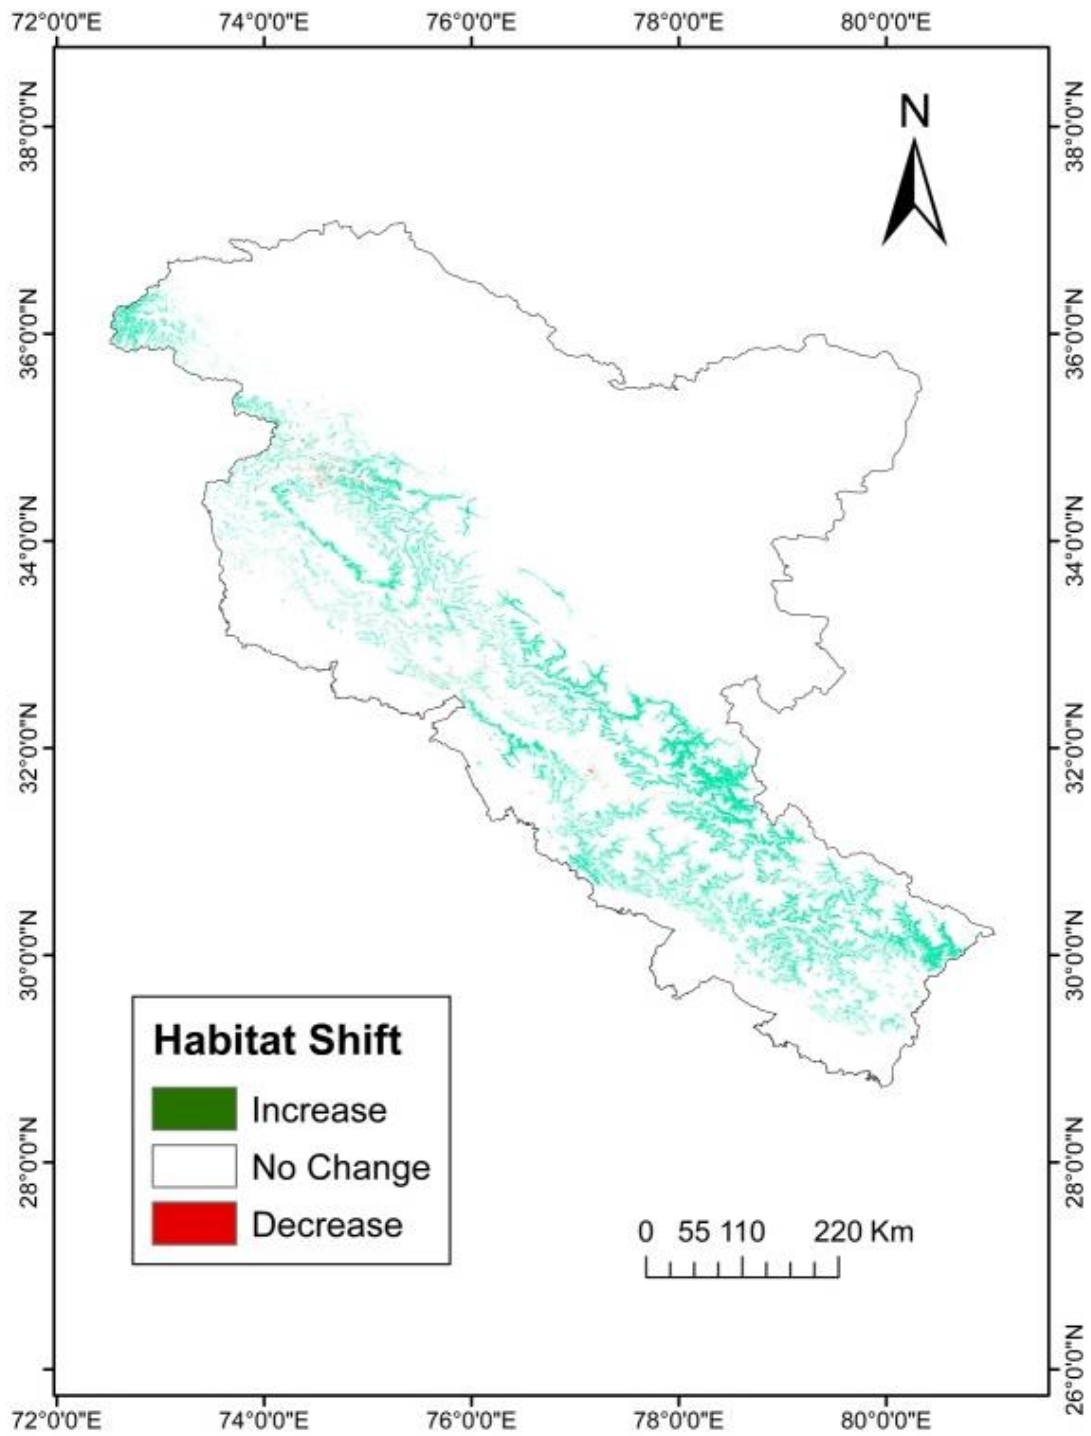 72°0'0"E 74°0'0"E 76°0'0"E 78°0'0"E 80°0'0"E
N
38°0'0"N 38°0'0"N
36°0'0"N 36°0'0"N
34°0'0"N 34°0'0"N
32°0'0"N 32°0'0"N
30°0'0"N 30°0'0"N
28°0'0"N 28°0'0"N
26°0'0"N
Habitat Shift
Increase
No Change
Decrease
0 55 110 220 Km
72°0'0"E 74°0'0"E 76°0'0"E 78°0'0"E 80°0'0"E